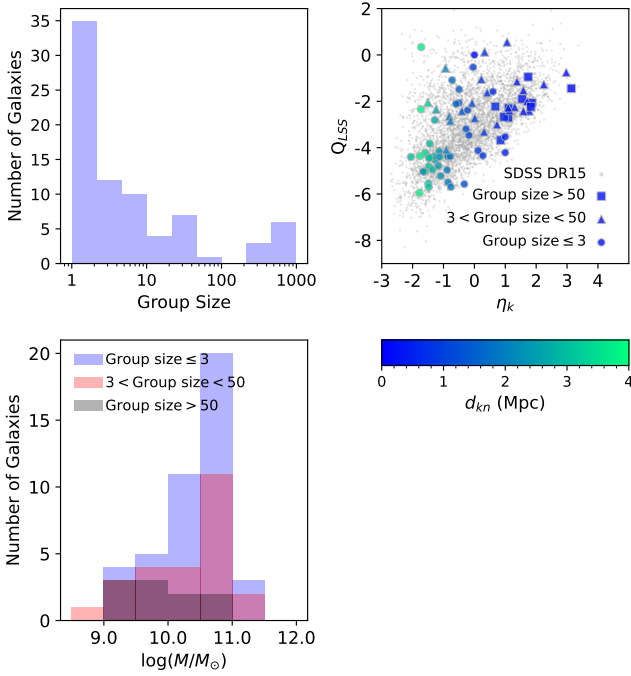 35
30
25
20
15
10
5
0
Number of Galaxies
1 10 100 1000
Group Size
2
0
-2
-4
-6
-8
Q_{LSS}
SDSS DR15
Group size > 50
3 < Group size < 50
Group size ≤ 3
-3 -2 -1 0 1 2 3 4
η_k
0 1 2 3 4
d_{kn} (Mpc)
20
15
10
5
0
Number of Galaxies
Group size ≤ 3
3 < Group size < 50
Group size > 50
9.0 10.0 11.0 12.0
log(M/M_⊙)